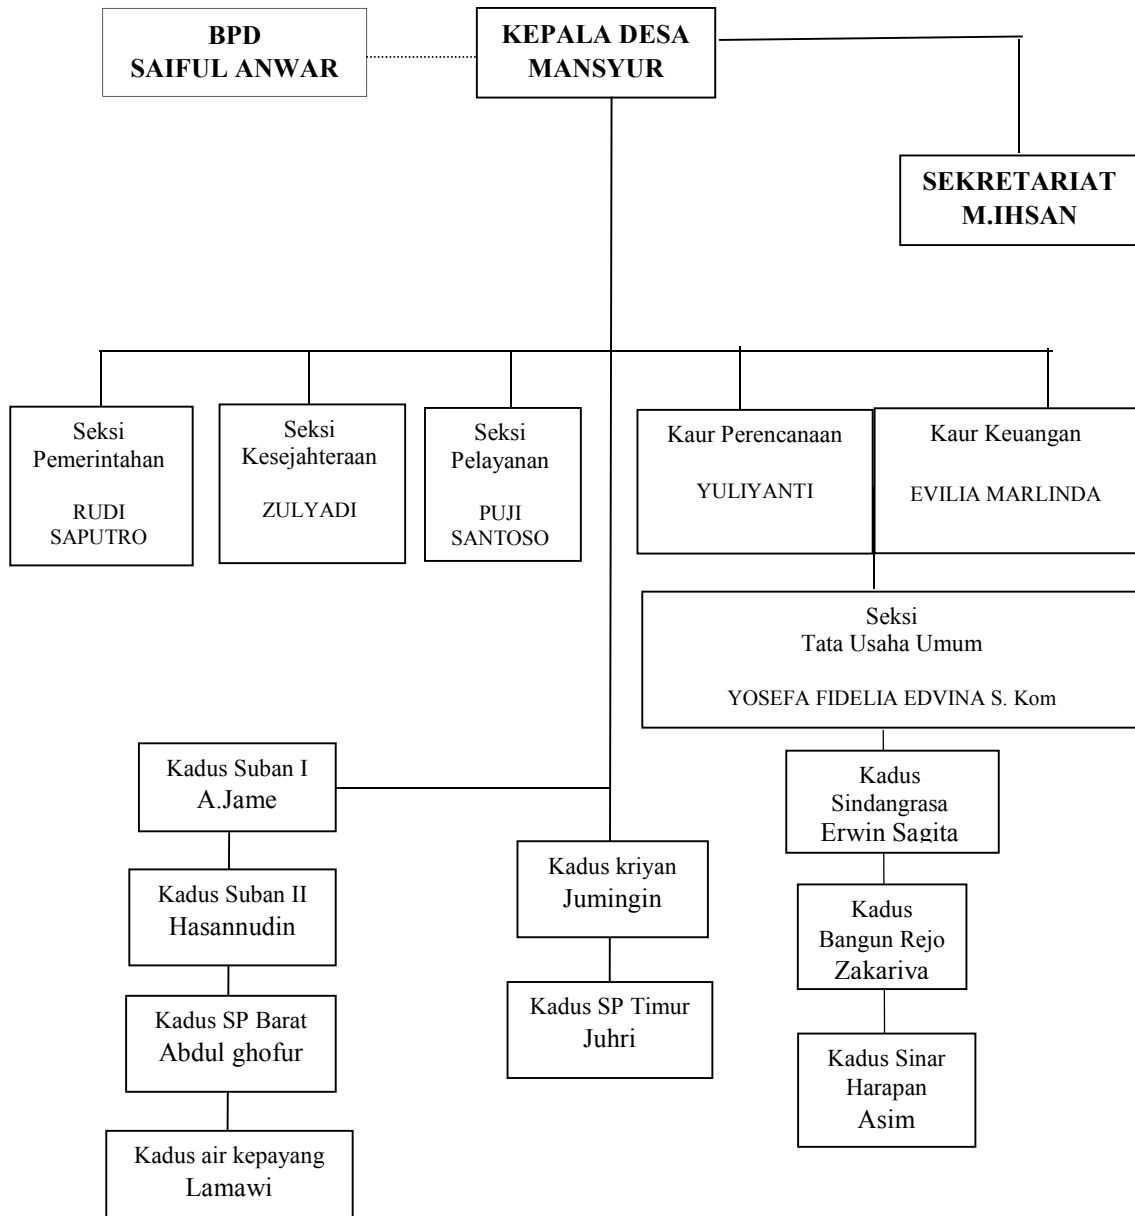 BPD
SAIFUL ANWAR
KEPALA DESA
MANSYUR
SEKRETARIAT
M.IHSAN
Seksi
Pemerintahan
RUDI
SAPUTRO
Seksi
Kesejahteraan
ZULYADI
Seksi
Pelayanan
PUJI
SANTOSO
Kaur Perencanaan
YULIYANTI
Kaur Keuangan
EVILIA MARLINDA
Seksi
Tata Usaha Umum
YOSEFA FIDELIA EDVINA S. Kom
Kadus Suban I
A.Jame
Kadus Suban II
Hasannudin
Kadus SP Barat
Abdul ghofur
Kadus air kepayang
Lamawi
Kadus kriyan
Jumingin
Kadus SP Timur
Juhri
Kadus
Sindangrasa
Erwin Sagita
Kadus
Bangun Rejo
Zakariva
Kadus Sinar
Harapan
Asim